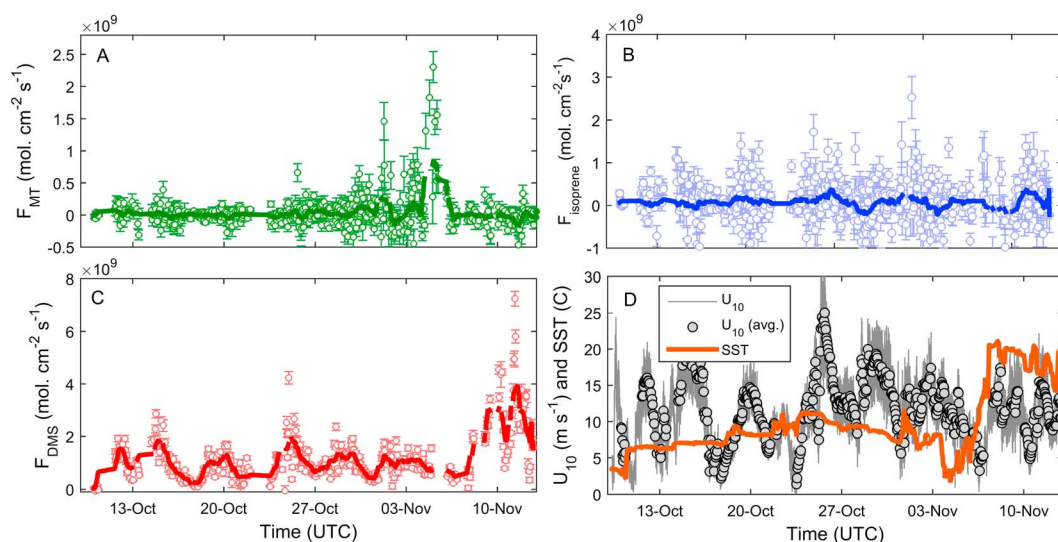 ×10⁹
A
2.5
2
1.5
1
0.5
0
-0.5
F_MT (mol. cm⁻² s⁻¹)
×10⁹
B
4
3
2
1
0
-1
F_Isoprene (mol. cm⁻²s⁻¹)
×10⁹
C
8
6
4
2
0
F_DMS (mol. cm⁻² s⁻¹)
13-Oct 20-Oct 27-Oct 03-Nov 10-Nov
Time (UTC)
D
30
25
20
15
10
5
0
U₁₀ (m s⁻¹) and SST (C)
U₁₀
U₁₀ (avg.)
SST
13-Oct 20-Oct 27-Oct 03-Nov 10-Nov
Time (UTC)